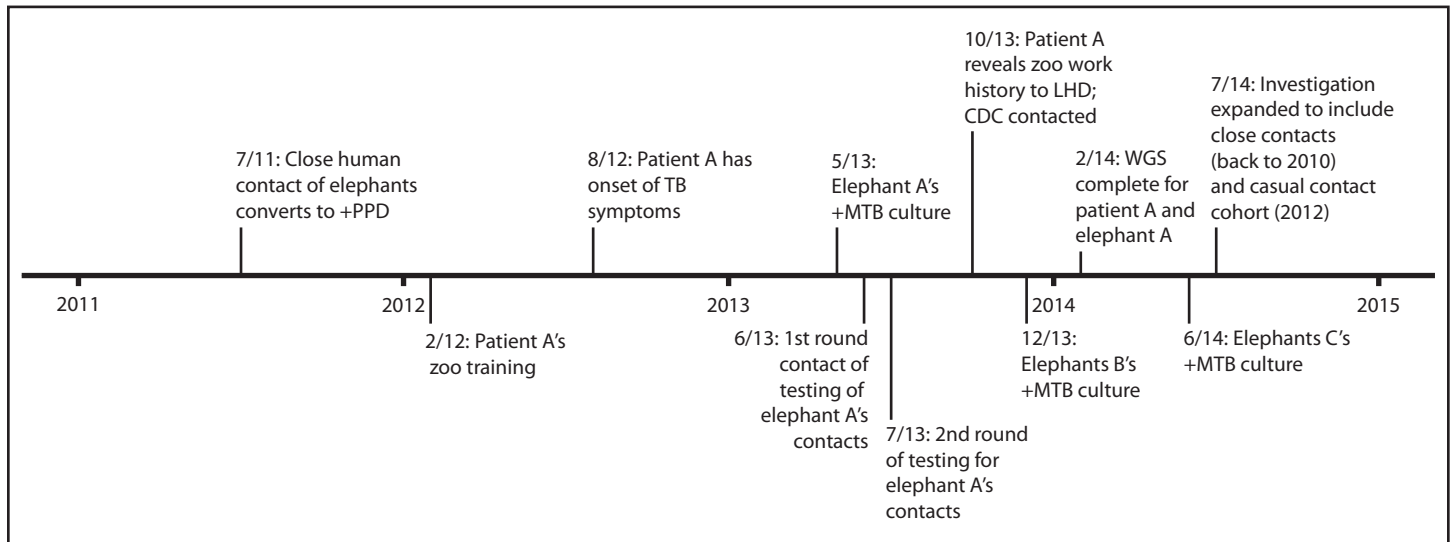 7/11: Close human
contact of elephants
converts to +PPD
8/12: Patient A has
onset of TB
symptoms
5/13:
Elephant A's
+MTB culture
10/13: Patient A
reveals zoo work
history to LHD;
CDC contacted
2/14: WGS
complete for
patient A and
elephant A
7/14: Investigation
expanded to include
close contacts
(back to 2010)
and casual contact
cohort (2012)
2011
2012
2013
2014
2015
2/12: Patient A's
zoo training
6/13: 1st round
contact of
testing of
elephant A's
contacts
7/13: 2nd round
of testing for
elephant A's
contacts
12/13:
Elephants B's
+MTB culture
6/14: Elephants C's
+MTB culture